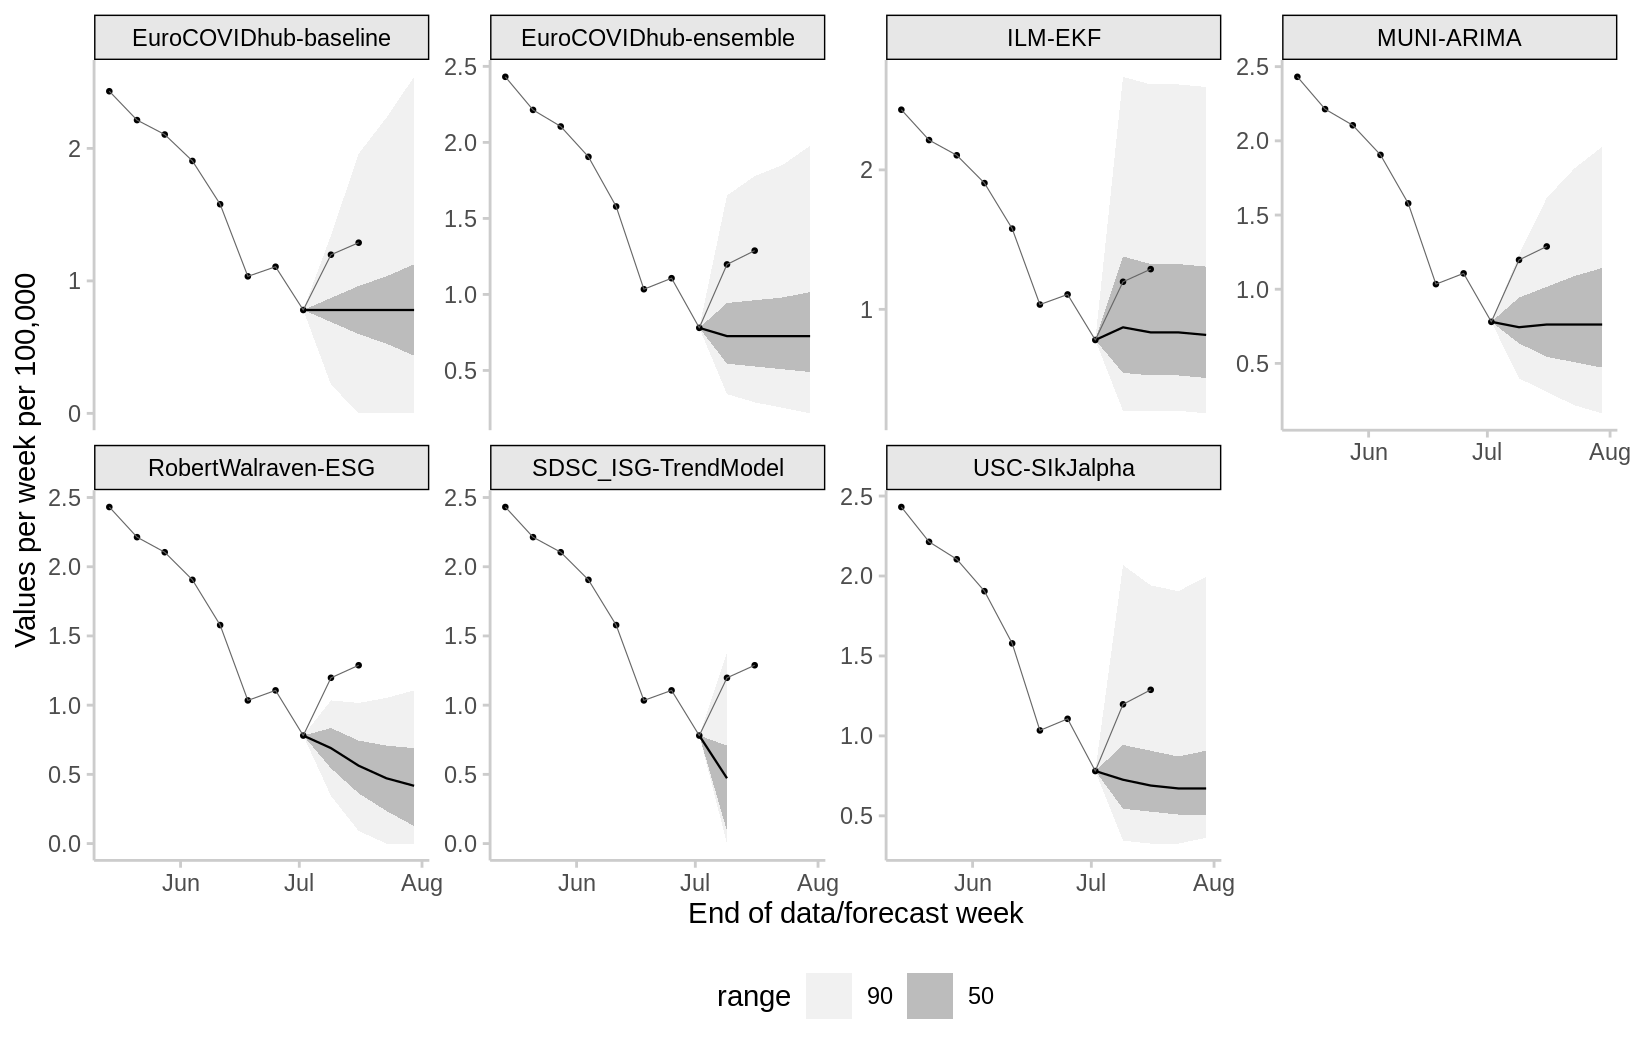 EuroCOVIDhub-baseline
EuroCOVIDhub-ensemble
ILM-EKF
MUNI-ARIMA
2
1
0
2.5
2.0
1.5
1.0
0.5
2
1
2.5
2.0
1.5
1.0
0.5
Jun Jul Aug
Values per week per 100,000
RobertWalraven-ESG
SDSC_ISG-TrendModel
USC-SIkJalpha
2.5
2.0
1.5
1.0
0.5
0.0
2.5
2.0
1.5
1.0
0.5
0.0
2.5
2.0
1.5
1.0
0.5
Jun Jul Aug
Jun Jul Aug
Jun Jul Aug
End of data/forecast week
range 90 50